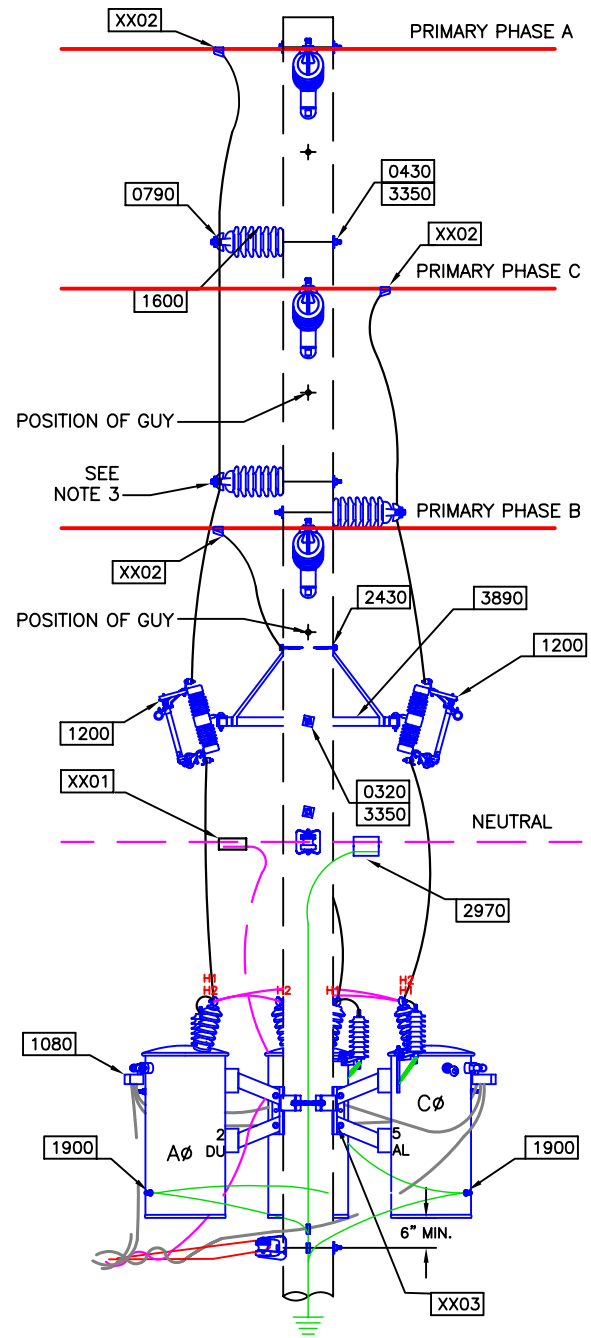 XX02
PRIMARY PHASE A
0790
0430
3350
XX02
PRIMARY PHASE C
1600
POSITION OF GUY
SEE
NOTE 3
PRIMARY PHASE B
XX02
POSITION OF GUY
2430
3890
1200
1200
XX01
0320
3350
NEUTRAL
2970
H1
H2
H2
H1
H2
H1
1080
AØ
2
DU
CØ
5
AL
1900
1900
6" MIN.
XX03